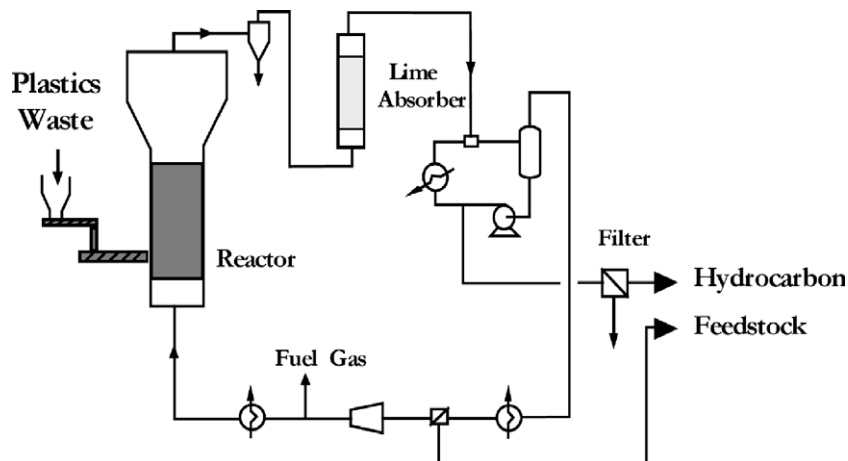 Plastics
Waste
Lime
Absorber
Reactor
Filter
Hydrocarbon
Feedstock
Fuel Gas